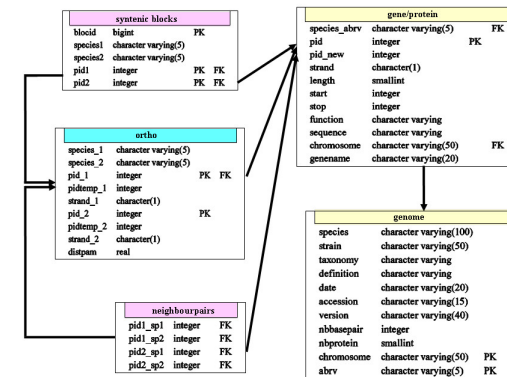 syntenic blocks
blocid bigint PK
species1 character varying(5)
species2 character varying(5)
pid1 integer PK FK
pid2 integer PK FK
ortho
species_1 character varying(5)
species_2 character varying(5)
pid_1 integer PK FK
pidtemp_1 integer
strand_1 character(1)
pid_2 integer PK
pidtemp_2 integer
strand_2 character(1)
distpam real
neighbourpairs
pid1_sp1 integer FK
pid1_sp2 integer FK
pid2_sp1 integer FK
pid2_sp2 integer FK
gene/protein
species_abrv character varying(5) FK
pid integer PK
pid_new integer
strand character(1)
length smallint
start integer
stop integer
function character varying
sequence character varying
chromosome character varying(50) FK
genename character varying(20)
genome
species character varying(100)
strain character varying(50)
taxonomy character varying
definition character varying
date character varying(20)
accession character varying(15)
version character varying(40)
nbbasepair integer
nbprotein smallint
chromosome character varying(50) PK
abrv character varying(5) PK